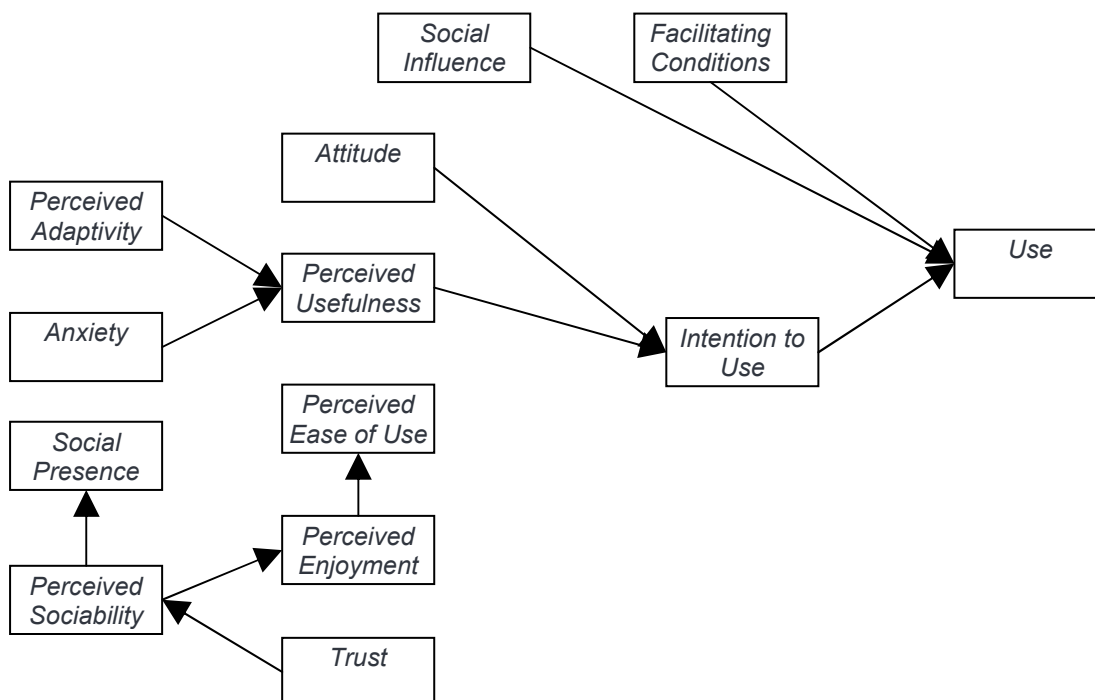 Social
Influence
Facilitating
Conditions
Attitude
Perceived
Adaptivity
Use
Perceived
Usefulness
Anxiety
Intention to
Use
Perceived
Ease of Use
Social
Presence
Perceived
Enjoyment
Perceived
Sociability
Trust